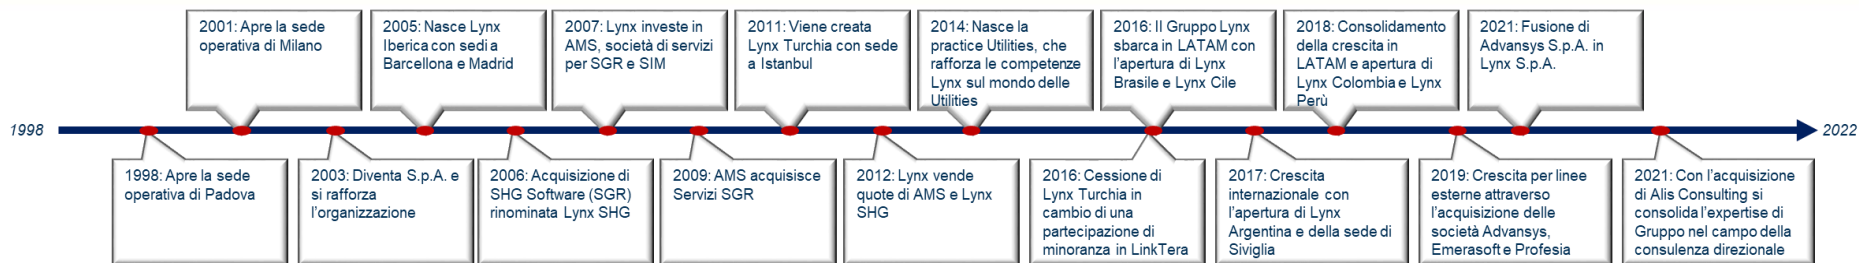 2001: Apre la sede
operativa di Milano
2005: Nasce Lynx
Iberica con sedi a
Barcellona e Madrid
2007: Lynx investe in
AMS, società di servizi
per SGR e SIM
2011: Viene creata
Lynx Turchia con sede
a Istanbul
2014: Nasce la
practice Utilities, che
rafforza le competenze
Lynx sul mondo delle
Utilities
2016: Il Gruppo Lynx
sbarca in LATAM con
l'apertura di Lynx
Brasile e Lynx Cile
2018: Consolidamento
della crescita in
LATAM e apertura di
Lynx Colombia e Lynx
Perù
2021: Fusione di
Advansys S.p.A. in
Lynx S.p.A.
1998
2022
1998: Apre la sede
operativa di Padova
2003: Diventa S.p.A. e
si rafforza
l'organizzazione
2006: Acquisizione di
SHG Software (SGR)
rinominata Lynx SHG
2009: AMS acquisisce
Servizi SGR
2012: Lynx vende
quote di AMS e Lynx
SHG
2016: Cessione di
Lynx Turchia in
cambio di una
partecipazione di
minoranza in LinkTera
2017: Crescita
internazionale con
l'apertura di Lynx
Argentina e della sede di
Siviglia
2019: Crescita per linee
esterne attraverso
l'acquisizione delle
società Advansys,
Emerasoft e Profesia
2021: Con l'acquisizione
di Alis Consulting si
consolida l'expertise di
Gruppo nel campo della
consulenza direzionale